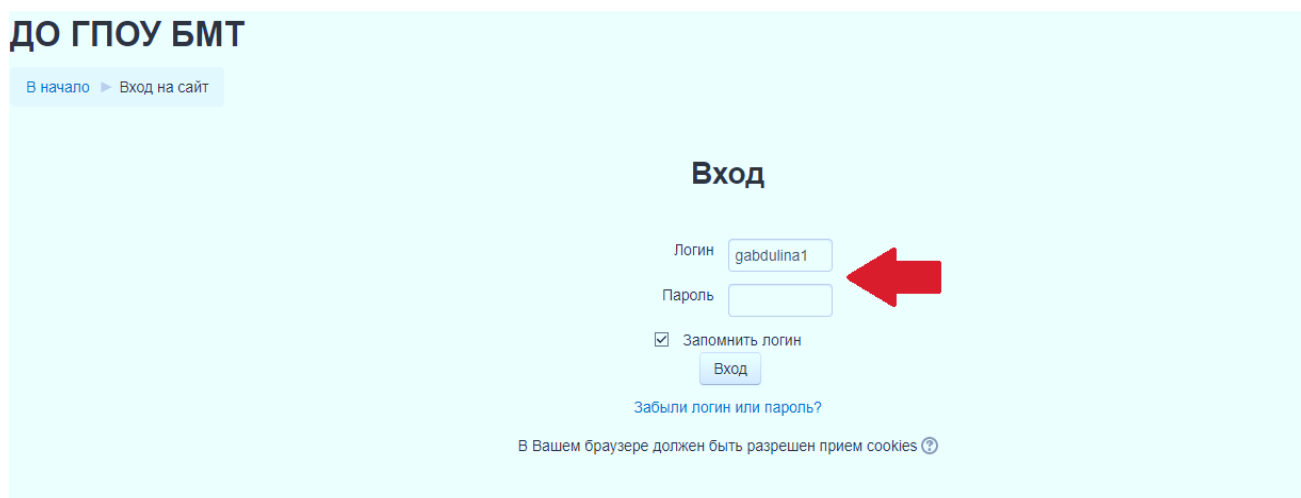 ДО ГПОУ БМТ
В начало ► Вход на сайт
Вход
Логин gabdulina1
Пароль
Запомнить логин
Вход
Забыли логин или пароль?
В Вашем браузере должен быть разрешен прием cookies ?